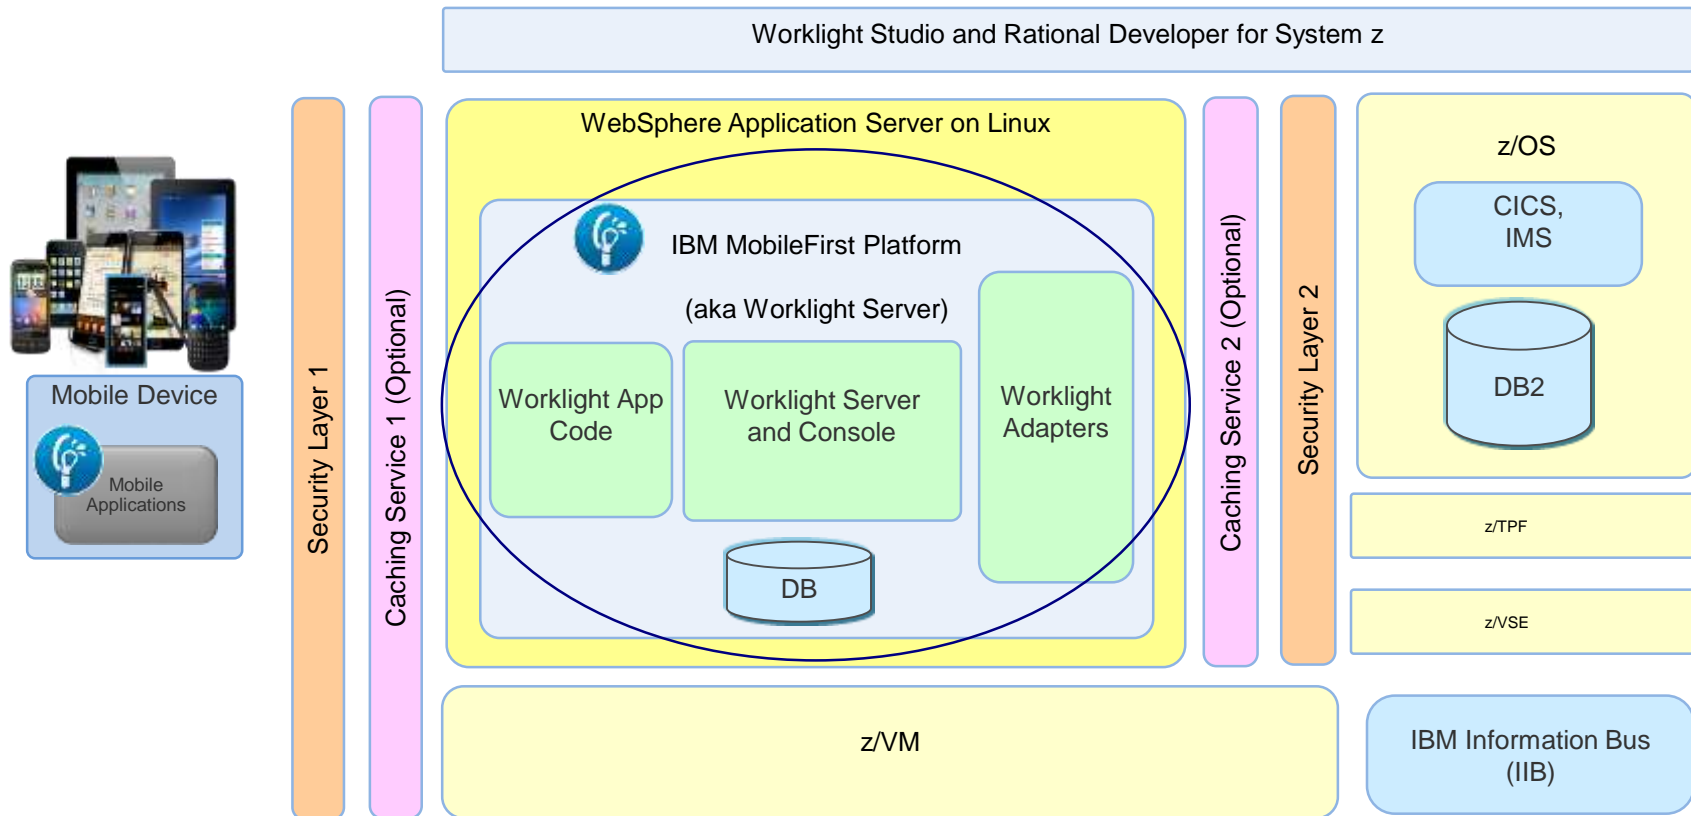 Worklight Studio and Rational Developer for System z
Mobile Device
Mobile
Applications
Security Layer 1
Caching Service 1 (Optional)
WebSphere Application Server on Linux
IBM MobileFirst Platform
(aka Worklight Server)
Worklight App
Code
Worklight Server
and Console
Worklight
Adapters
DB
Caching Service 2 (Optional)
Security Layer 2
z/OS
CICS,
IMS
DB2
z/TPF
z/VSE
z/VM
IBM Information Bus
(IIB)